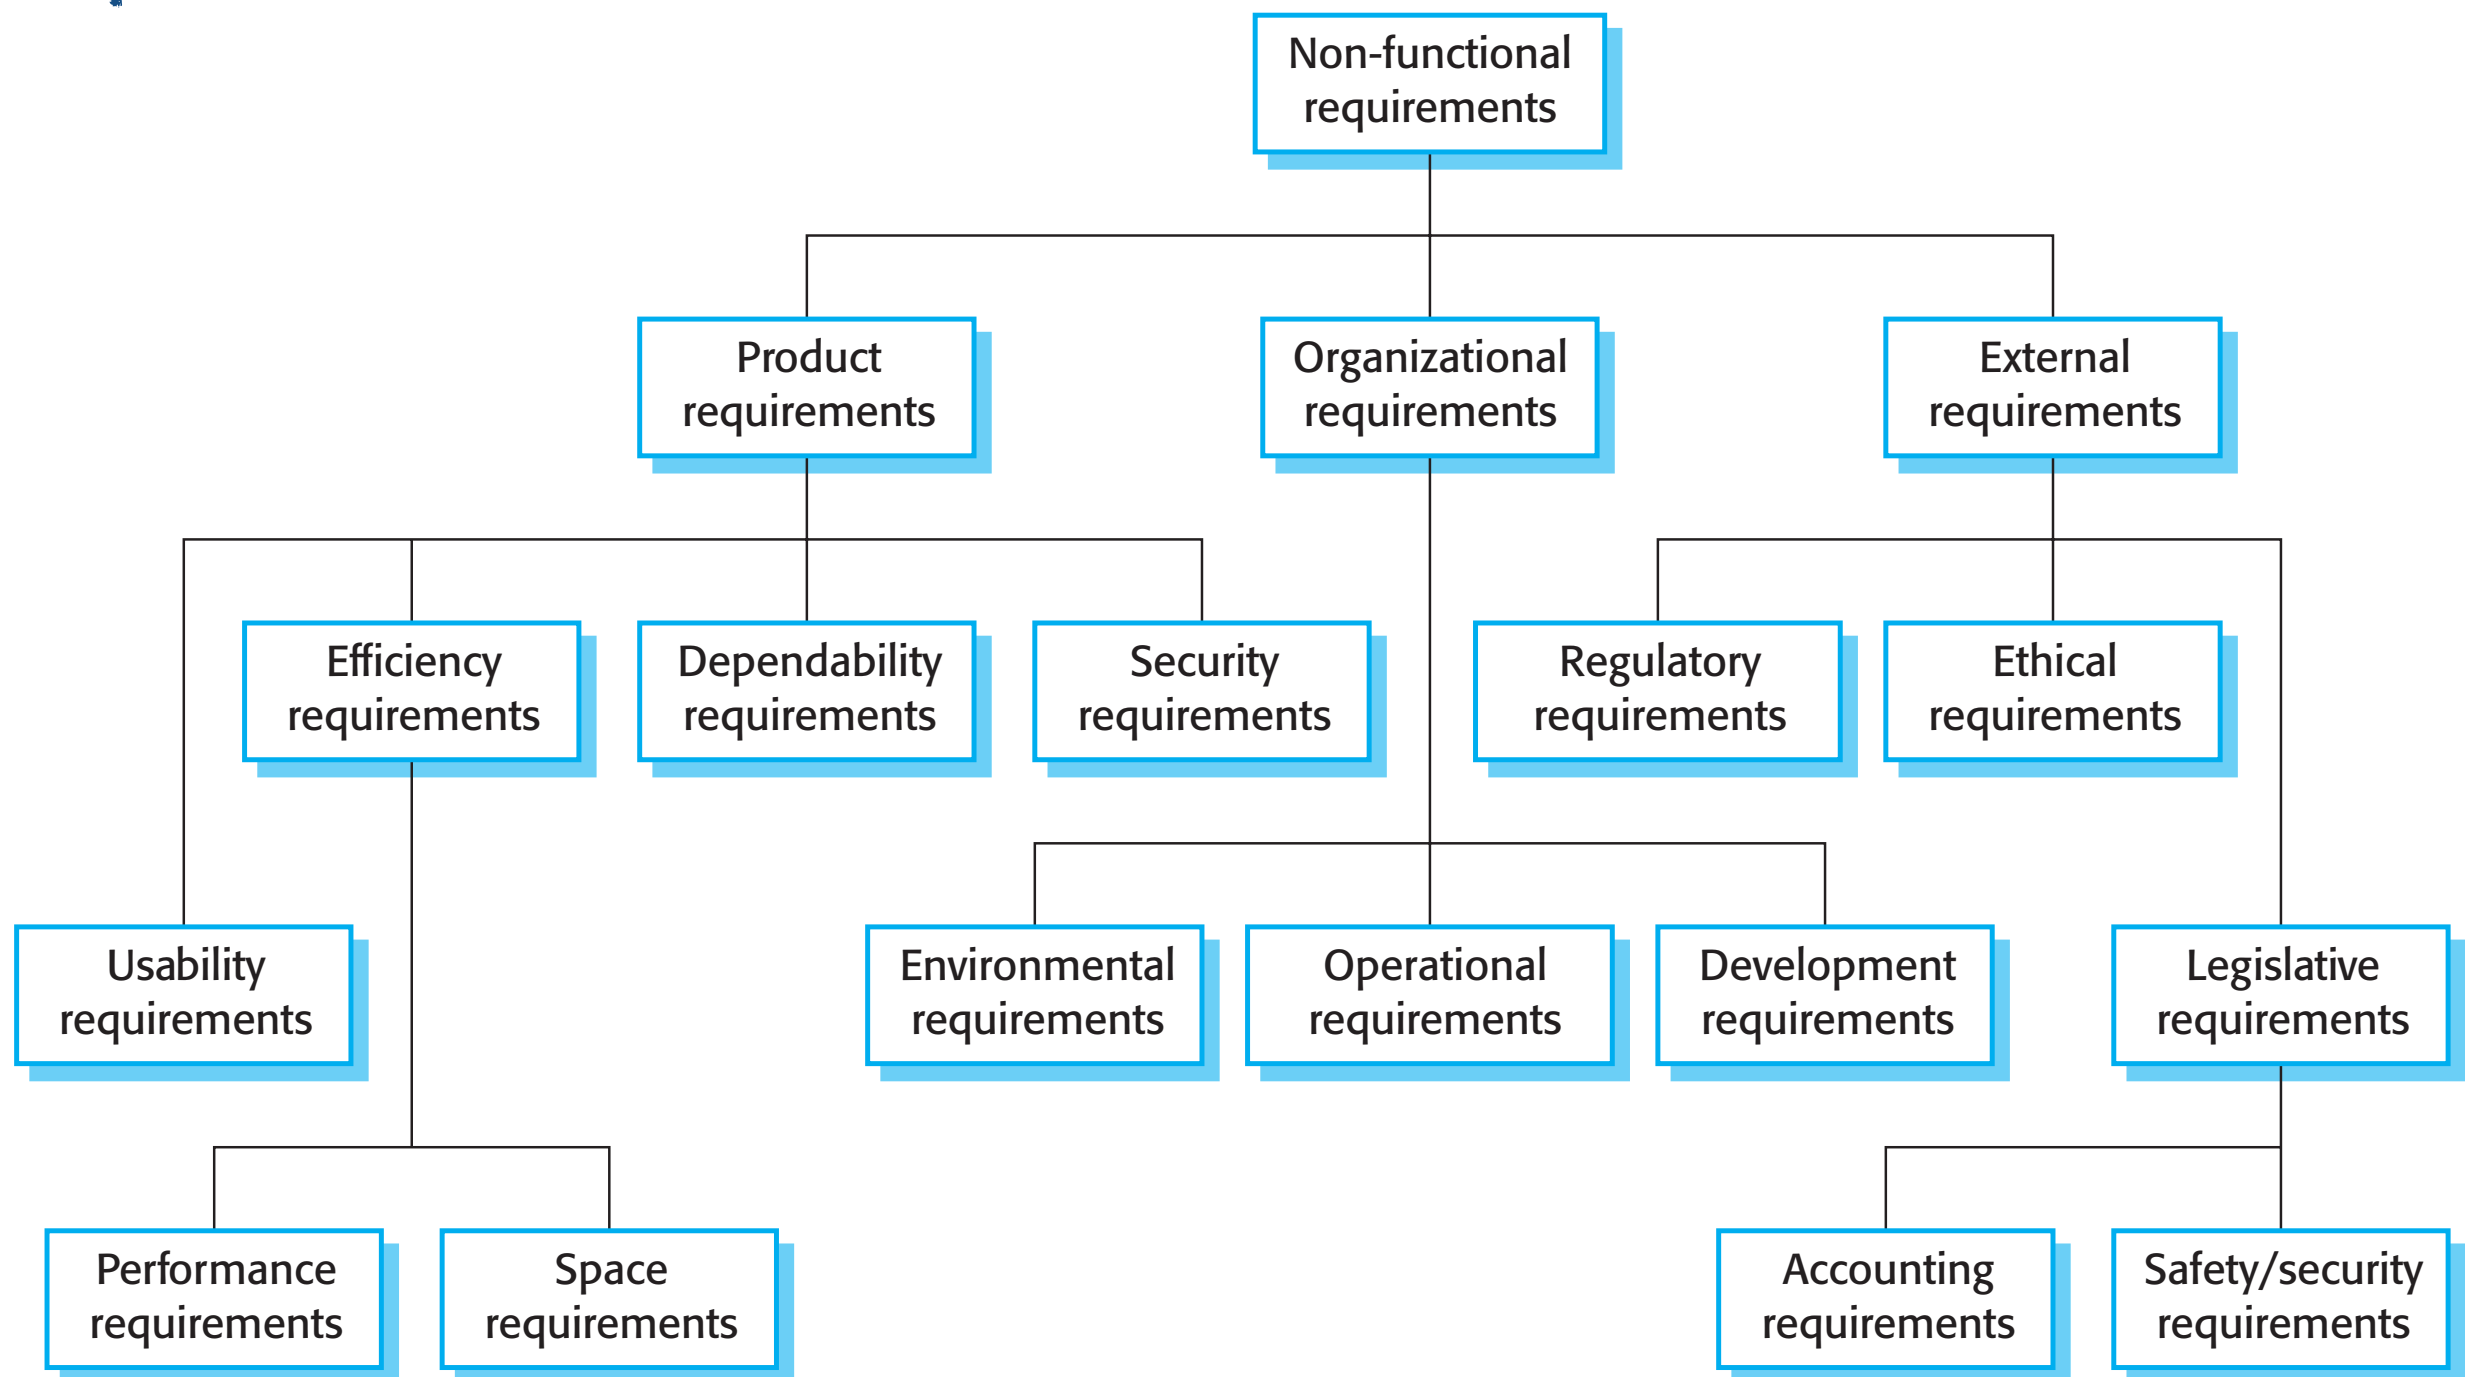 Non-functional
requirements
Product
requirements
Organizational
requirements
External
requirements
Efficiency
requirements
Dependability
requirements
Security
requirements
Regulatory
requirements
Ethical
requirements
Usability
requirements
Environmental
requirements
Operational
requirements
Development
requirements
Legislative
requirements
Performance
requirements
Space
requirements
Accounting
requirements
Safety/security
requirements